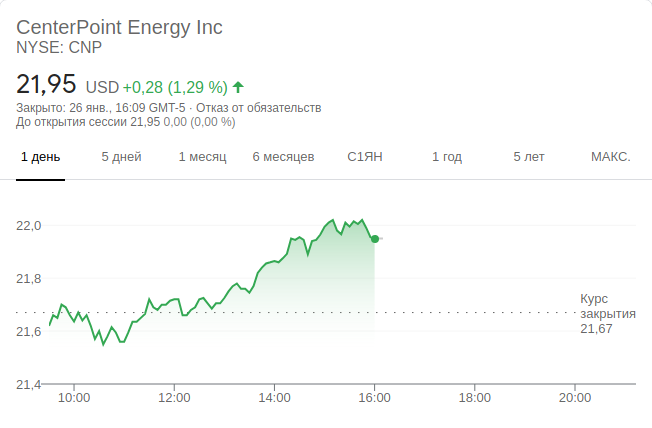 CenterPoint Energy Inc
NYSE: CNP
21,95 USD +0,28 (1,29 %)
Закрыто: 26 янв., 16:09 GMT-5 · Отказ от обязательств
До открытия сессии 21,95 0,00 (0,00 %)
1 день 5 дней 1 месяц 6 месяцев С1ЯН 1 год 5 лет МАКС.
22,0
21,8
Курс
закрытия
21,67
21,6
21,4
10:00 12:00 14:00 16:00 18:00 20:00